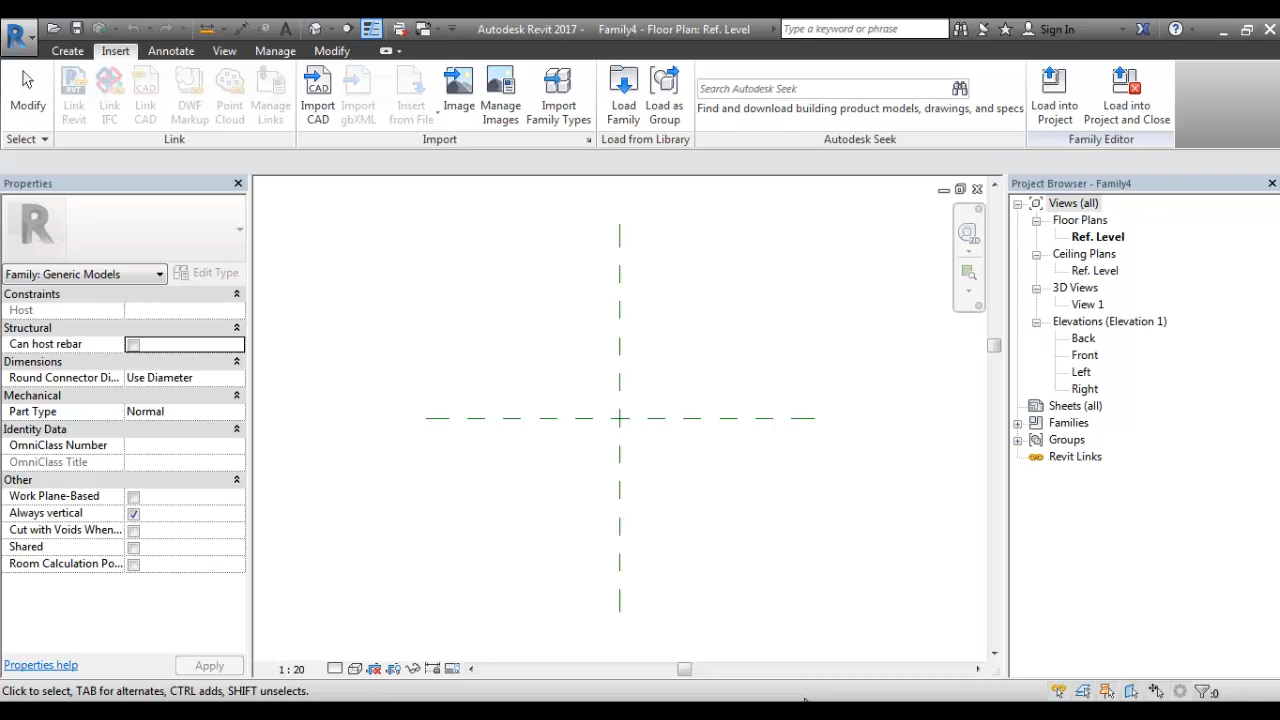 Autodesk Revit 2017 - Family4 - Floor Plan: Ref. Level
Type a keyword or phrase
Sign In
Create Insert Annotate View Manage Modify
Modify
Link Revit
Link IFC
Link CAD
DWF Markup
Point Cloud
Manage Links
Import CAD
Import gbXML
Insert from File
Image
Manage Images
Import Family Types
Load Family
Load as Group
Search Autodesk Seek
Find and download building product models, drawings, and specs
Load into Project
Load into Project and Close
Select Link Import Load from Library Autodesk Seek Family Editor
Properties
Family: Generic Models
Edit Type
Constraints
Host
Structural
Can host rebar
Dimensions
Round Connector Di... Use Diameter
Mechanical
Part Type Normal
Identity Data
OmniClass Number
OmniClass Title
Other
Work Plane-Based
Always vertical
Cut with Voids When...
Shared
Room Calculation Po...
Properties help
Apply
2D
1 : 20
Project Browser - Family4
Views (all)
Floor Plans
Ref. Level
Ceiling Plans
Ref. Level
3D Views
View 1
Elevations (Elevation 1)
Back
Front
Left
Right
Sheets (all)
Families
Groups
Revit Links
Click to select, TAB for alternates, CTRL adds, SHIFT unselects.
:0